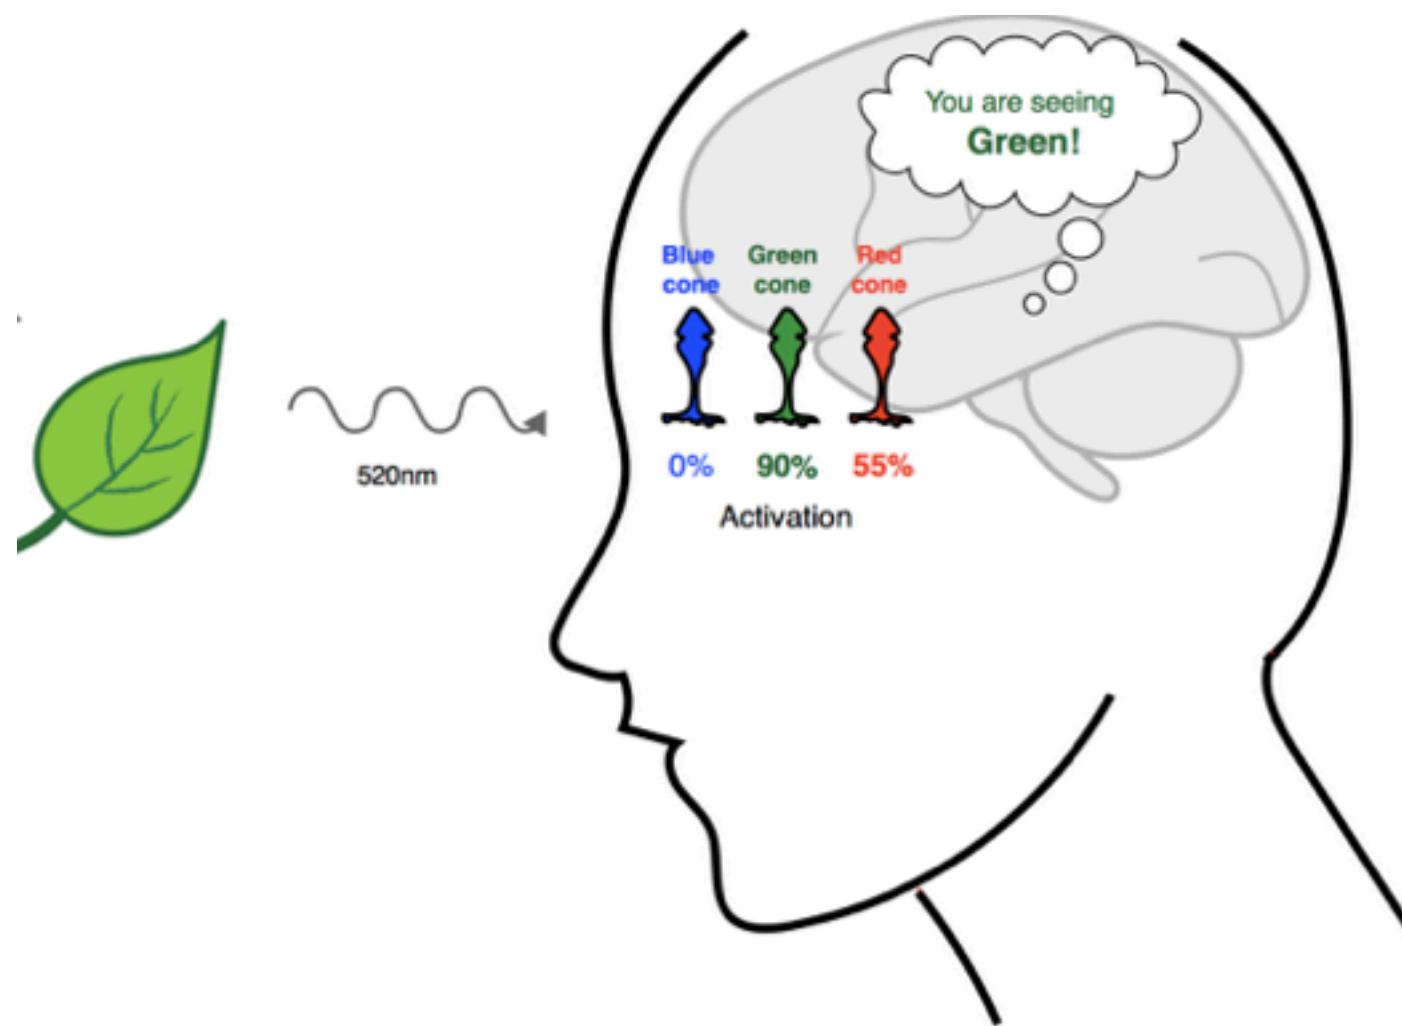 You are seeing
Green!
Blue cone
Green cone
Red cone
520nm
0% 90% 55%
Activation